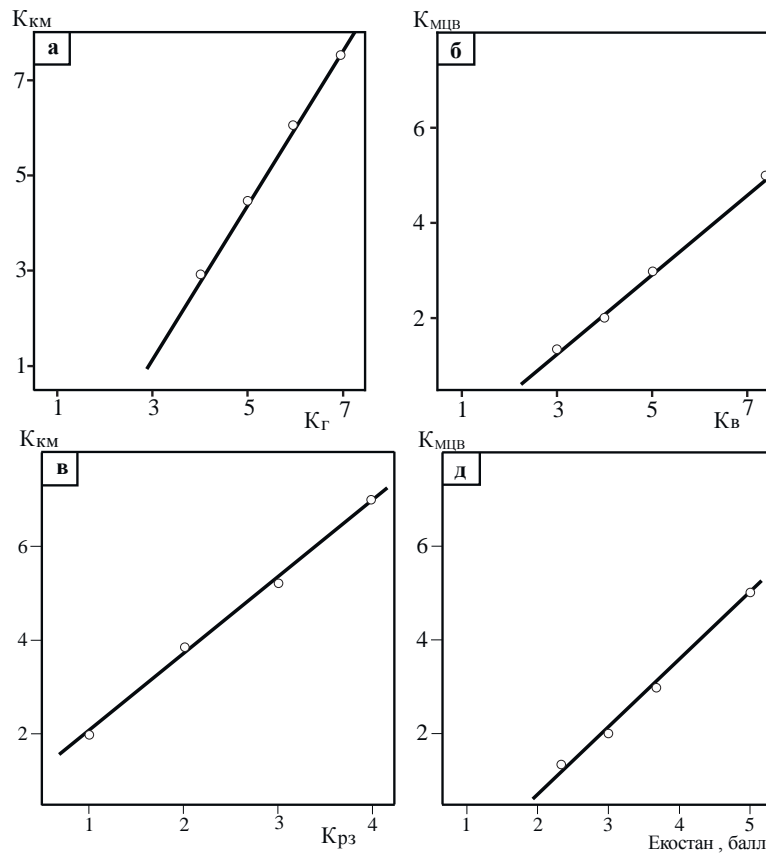 Ккм
а
7
5
3
1
1 3 5 7
Кг
Кмцв
б
6
4
2
1 3 5 7
Кв
Ккм
в
6
4
2
1 2 3 4
Крз
Кмцв
д
6
4
2
1 2 3 4 5
Екостан , балл